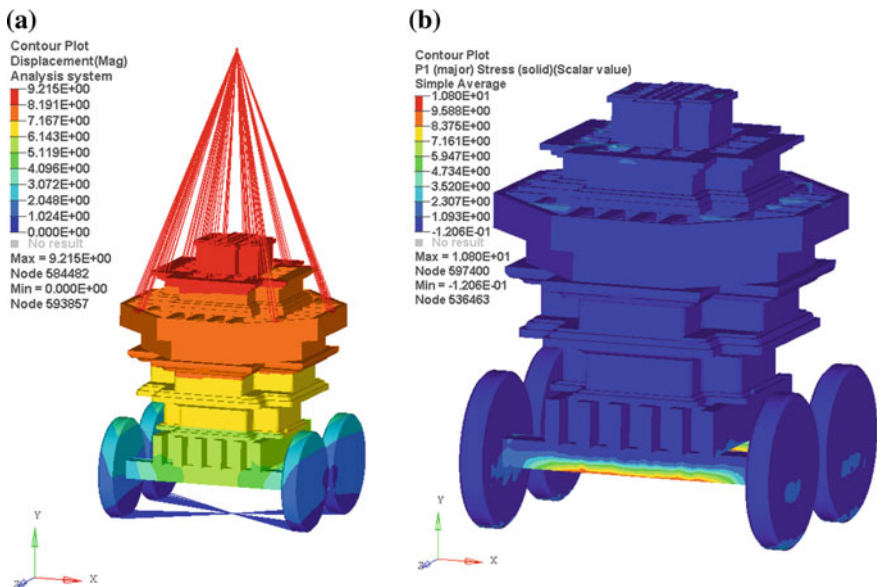 (a)
Contour Plot
Displacement(Mag)
Analysis system
9.215E+00
8.191E+00
7.167E+00
6.143E+00
5.119E+00
4.096E+00
3.072E+00
2.048E+00
1.024E+00
0.000E+00
No result
Max = 9.215E+00
Node 584482
Min = 0.000E+00
Node 593857
Y
X
Z
(b)
Contour Plot
P1 (major) Stress (solid)(Scalar value)
Simple Average
1.080E+01
9.588E+00
8.375E+00
7.161E+00
5.947E+00
4.734E+00
3.520E+00
2.307E+00
1.093E+00
-1.206E-01
No result
Max = 1.080E+01
Node 597400
Min = -1.206E-01
Node 536463
Y
X
Z